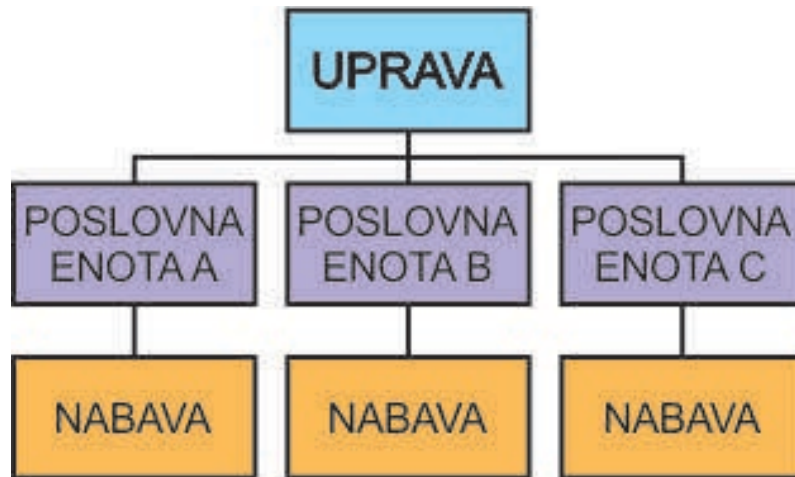 UPRAVA
POSLOVNA
ENOTA A
POSLOVNA
ENOTA B
POSLOVNA
ENOTA C
NABAVA
NABAVA
NABAVA